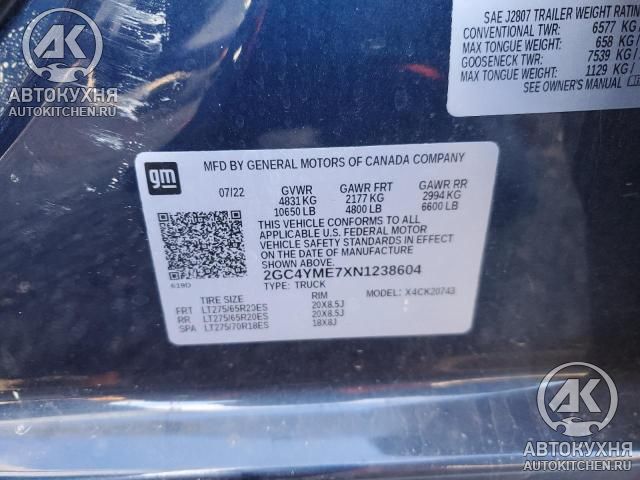 SAE J2807 TRAILER WEIGHT RATIN
CONVENTIONAL TWR: 6577 KG /
MAX TONGUE WEIGHT: 658 KG /
GOOSENECK TWR: 7539 KG /
MAX TONGUE WEIGHT: 1129 KG /
SEE OWNER'S MANUAL
AK
АВТОКУХНЯ
AUTOKITCHEN.RU
gm
MFD BY GENERAL MOTORS OF CANADA COMPANY
07/22 GVWR GAWR FRT GAWR RR
4831 KG 2177 KG 2994 KG
10650 LB 4800 LB 6600 LB
THIS VEHICLE CONFORMS TO ALL
APPLICABLE U.S. FEDERAL MOTOR
VEHICLE SAFETY STANDARDS IN EFFECT
ON THE DATE OF MANUFACTURE
SHOWN ABOVE.
2GC4YME7XN1238604
619D
TYPE: TRUCK MODEL: X4CK20743
TIRE SIZE RIM
FRT LT275/65R20ES 20X8.5J
RR LT275/65R20ES 20X8.5J
SPA LT275/70R18ES 18X8J
AK
АВТОКУХНЯ
AUTOKITCHEN.RU